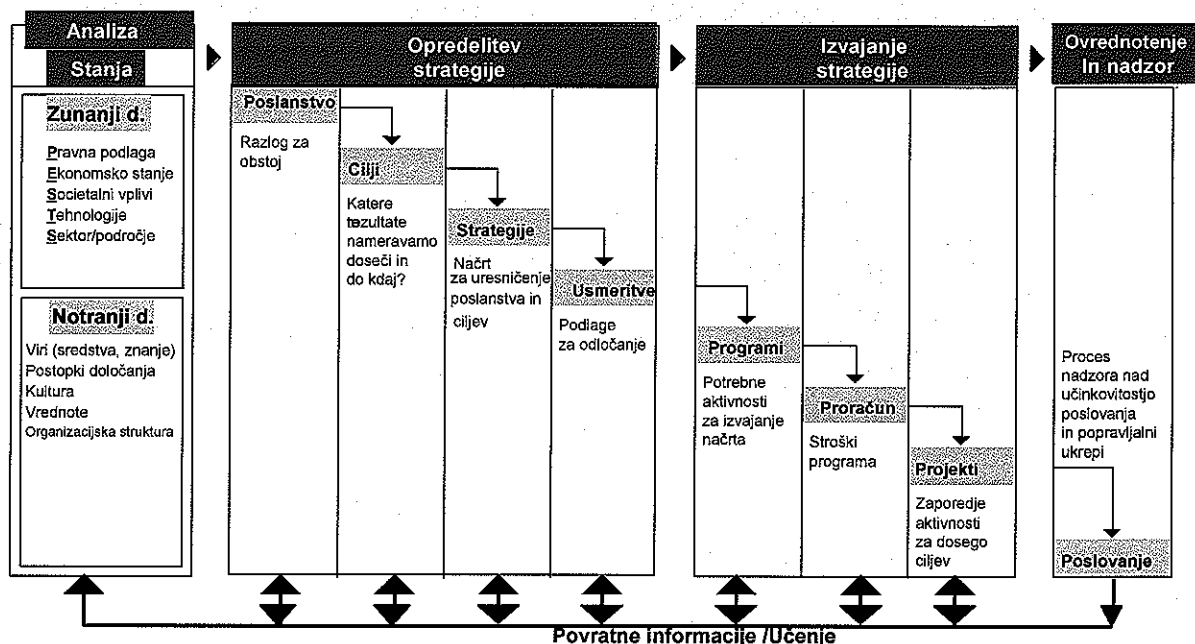 Analiza
Stanja
Zunanji d.
Pravna podlaga
Ekonomsko stanje
Societalni vplivi
Tehnologije
Sektor/področje
Notranji d.
Viri (sredstva, znanje)
Postopki določanja
Kultura
Vrednote
Organizacijska struktura
Opredelitev
strategije
Poslanstvo
Razlog za
obstoj
Cilji
Katere
tezultate
nameravamo
doseči in
do kdaj?
Strategije
Načrt
za uresničenje
poslanstva in
ciljev
Usmeritve
Podlage
za odločanje
Izvajanje
strategije
Programi
Potrebne
aktivnosti
za izvajanje
načrta
Proračun
Stroški
programa
Projekti
Zaporedje
aktivnosti
za dosego
ciljev
Ovrednotenje
In nadzor
Proces
nadzora nad
učinkovitostjo
poslovanja
in popravljalni
ukrepi
Poslovanje
Povratne informacije /Učenje